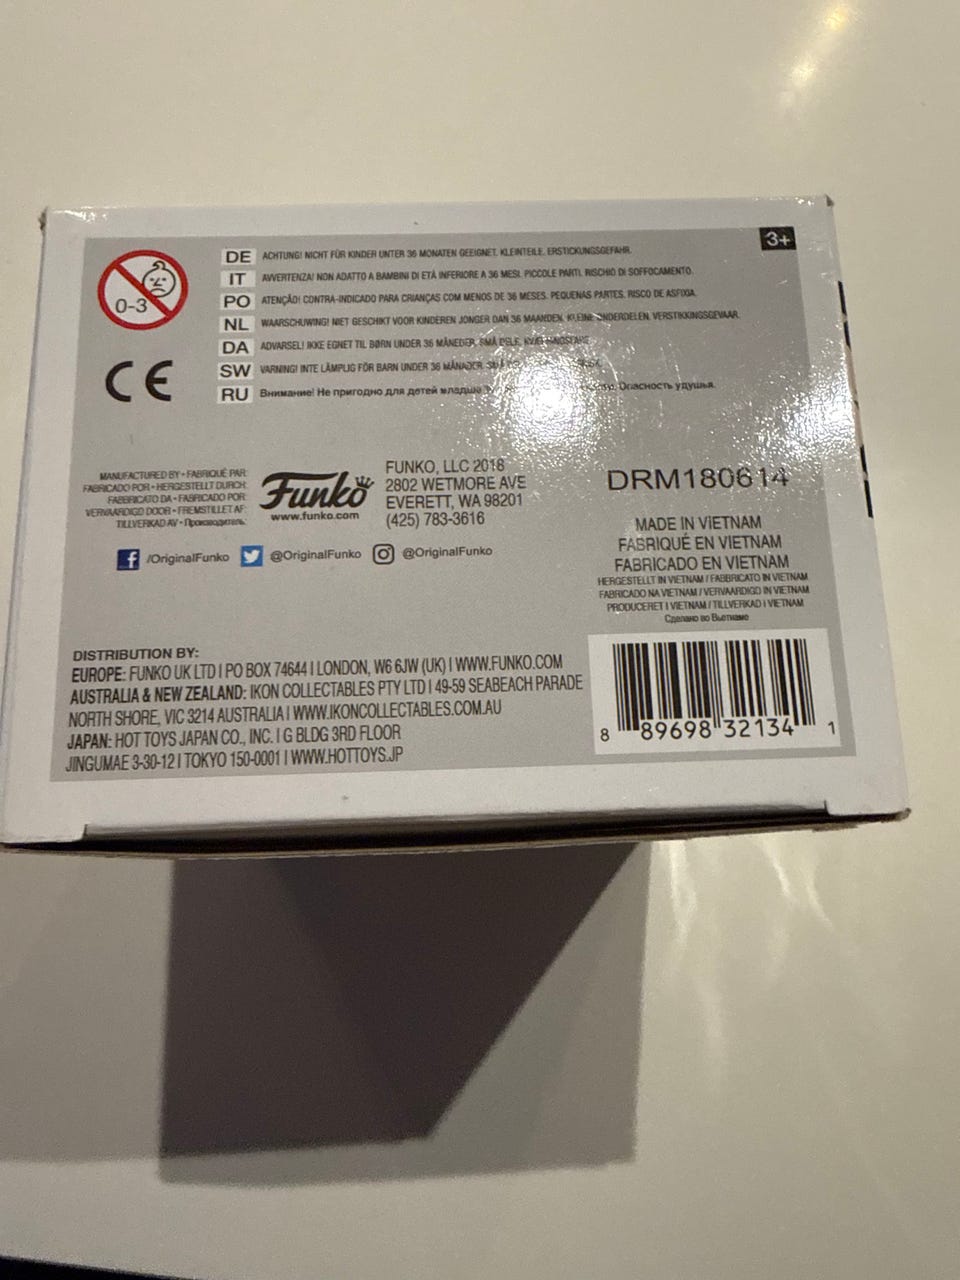 3+
0-3
DE ACHTUNG! NICHT FÜR KINDER UNTER 36 MONATEN GEEIGNET. KLEINTEILE. ERSTICKUNGSGEFAHR.
IT AVVERTENZA! NON ADATTO A BAMBINI DI ETÀ INFERIORE A 36 MESI. PICCOLE PARTI. RISCHIO DI SOFFOCAMENTO.
PO ATENÇÃO! CONTRA-INDICADO PARA CRIANÇAS COM MENOS DE 36 MESES. PEQUENAS PARTES. RISCO DE ASFIXIA.
NL WAARSCHUWING! NIET GESCHIKT VOOR KINDEREN JONGER DAN 36 MAANDEN. KLEINE ONDERDELEN. VERSTIKKINGSGEVAAR.
DA ADVARSEL! IKKE EGNET TIL BØRN UNDER 36 MÅNEDER. SMÅ DELE.
SW VARNING! INTE LÄMPLIG FÖR BARN UNDER 36 MÅNADER.
RU Внимание! Не пригодно для детей младше Опасность удушья.
CE
MANUFACTURED BY • FABRIQUÉ PAR:
FABRICADO POR • HERGESTELLT DURCH:
FABBRICATO DA • FABRICADO POR:
VERVAARDIGD DOOR • FREMSTILLET AF:
TILLVERKAD AV • Производитель:
Funko
www.funko.com
FUNKO, LLC 2018
2802 WETMORE AVE
EVERETT, WA 98201
(425) 783-3616
/OriginalFunko @OriginalFunko @OriginalFunko
DRM180614
MADE IN VIETNAM
FABRIQUÉ EN VIETNAM
FABRICADO EN VIETNAM
HERGESTELLT IN VIETNAM / FABBRICATO IN VIETNAM
FABRICADO NA VIETNAM / VERVAARDIGD IN VIETNAM
PRODUCERET I VIETNAM / TILLVERKAD I VIETNAM
Сделано во Вьетнаме
DISTRIBUTION BY:
EUROPE: FUNKO UK LTD | PO BOX 74644 | LONDON, W6 6JW (UK) | WWW.FUNKO.COM
AUSTRALIA & NEW ZEALAND: IKON COLLECTABLES PTY LTD | 49-59 SEABEACH PARADE
NORTH SHORE, VIC 3214 AUSTRALIA | WWW.IKONCOLLECTABLES.COM.AU
JAPAN: HOT TOYS JAPAN CO., INC. | G BLDG 3RD FLOOR
JINGUMAE 3-30-12 | TOKYO 150-0001 | WWW.HOTTOYS.JP
8 89698 32134 1